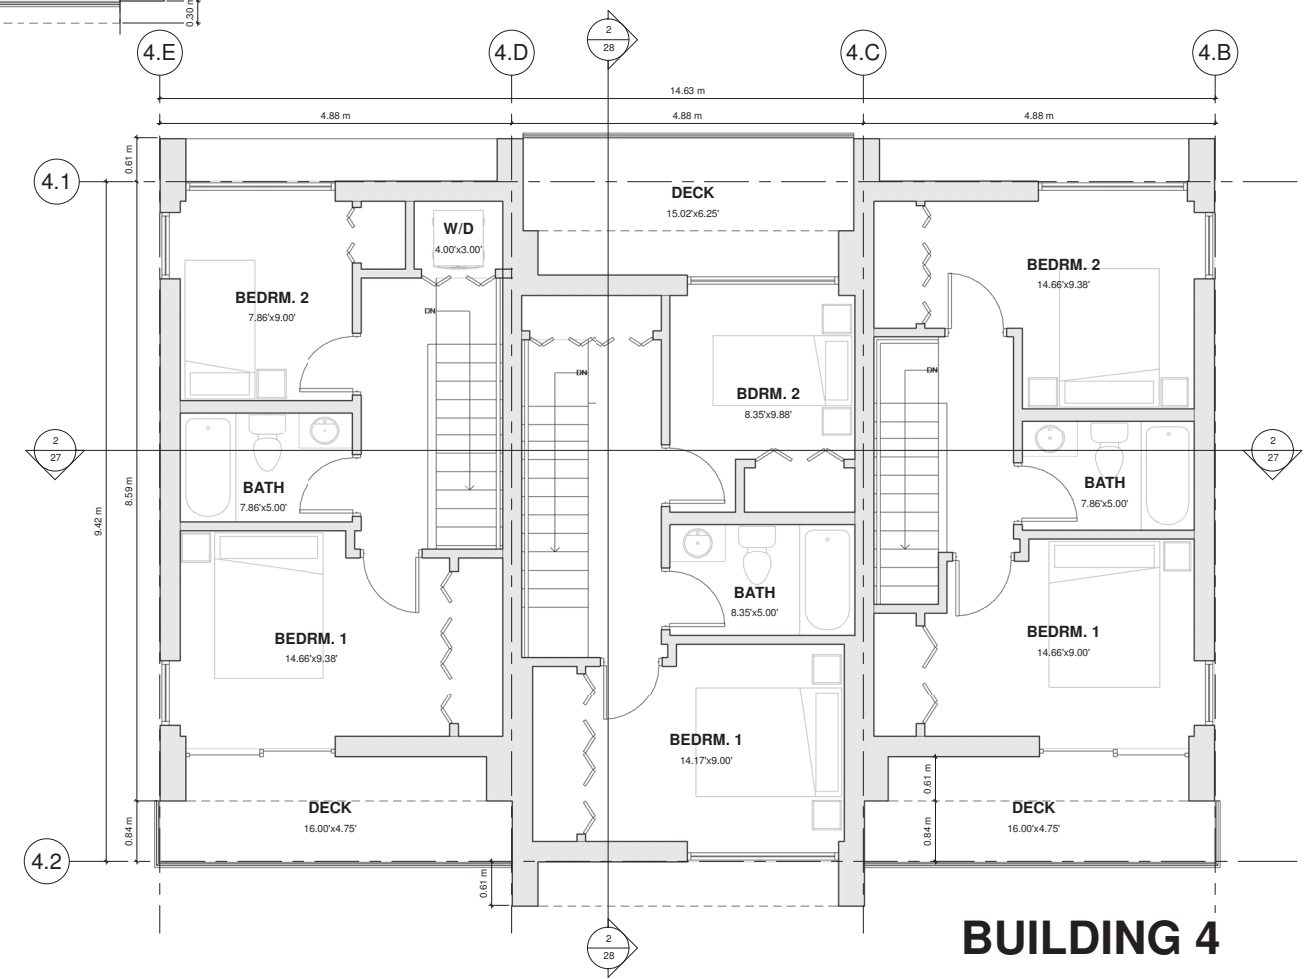 0.30 m
2
28
4.E
4.D
4.C
4.B
14.63 m
4.88 m
4.88 m
4.88 m
0.61 m
4.1
DECK
15.02'x6.25'
W/D
4.00'x3.00'
BEDRM. 2
14.66'x9.38'
BEDRM. 2
7.86'x9.00'
DN
DN
DN
BDRM. 2
8.35'x9.88'
2
27
2
27
BATH
7.86'x5.00'
BATH
7.86'x5.00'
8.59 m
9.42 m
BATH
8.35'x5.00'
BEDRM. 1
14.66'x9.38'
BEDRM. 1
14.66'x9.00'
BEDRM. 1
14.17'x9.00'
0.61 m
DECK
16.00'x4.75'
DECK
16.00'x4.75'
0.84 m
0.84 m
4.2
0.61 m
2
28
BUILDING 4